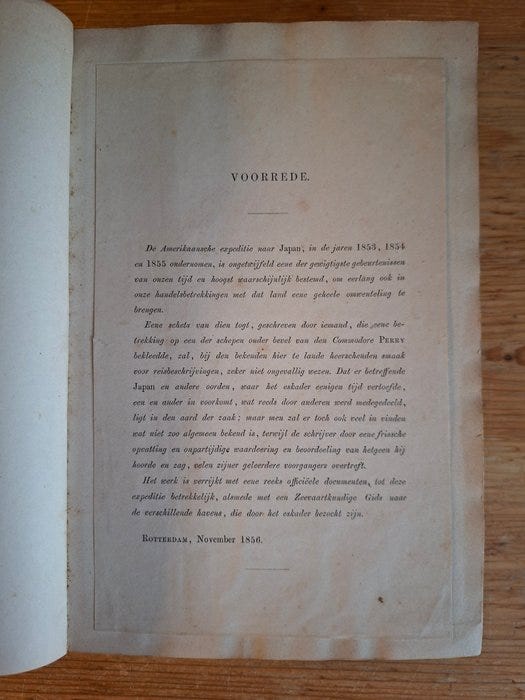 VOORREDE.
De Amerikaansche expeditie naar Japan, in de jaren 1853, 1854
en 1855 ondernomen, is ongetwijfeld eene der gewigtigste gebeurtenissen
van onzen tijd en hoogst waarschijnlijk bestemd, om eerlang ook in
onze handelsbetrekkingen met dat land eene geheele omwenteling te
brengen.
Eene schets van dien togt, geschreven door iemand, die eene be-
trekking op een der schepen onder bevel van den Commodore PERRY
bekleedde, zal, bij den bekenden hier te lande heerschenden smaak
voor reisbeschrijvingen, zeker niet ongevallig wezen. Dat er betreffende
Japan en andere oorden, waar het eskader eenigen tijd vertoefde,
een en ander in voorkomt, wat reeds door anderen werd medegedeeld,
ligt in den aard der zaak; maar men zal er toch ook veel in vinden
wat niet zoo algemeen bekend is, terwijl de schrijver door eene frissche
opvatting en onpartijdige waardeering en beoordeeling van hetgeen hij
hoorde en zag, velen zijner geleerdere voorgangers overtreft.
Het werk is verrijkt met eene reeks officiëele documenten, tot deze
expeditie betrekkelijk, alsmede met een Zeevaartkundige Gids naar
de verschillende havens, die door het eskader bezocht zijn.
ROTTERDAM, November 1856.